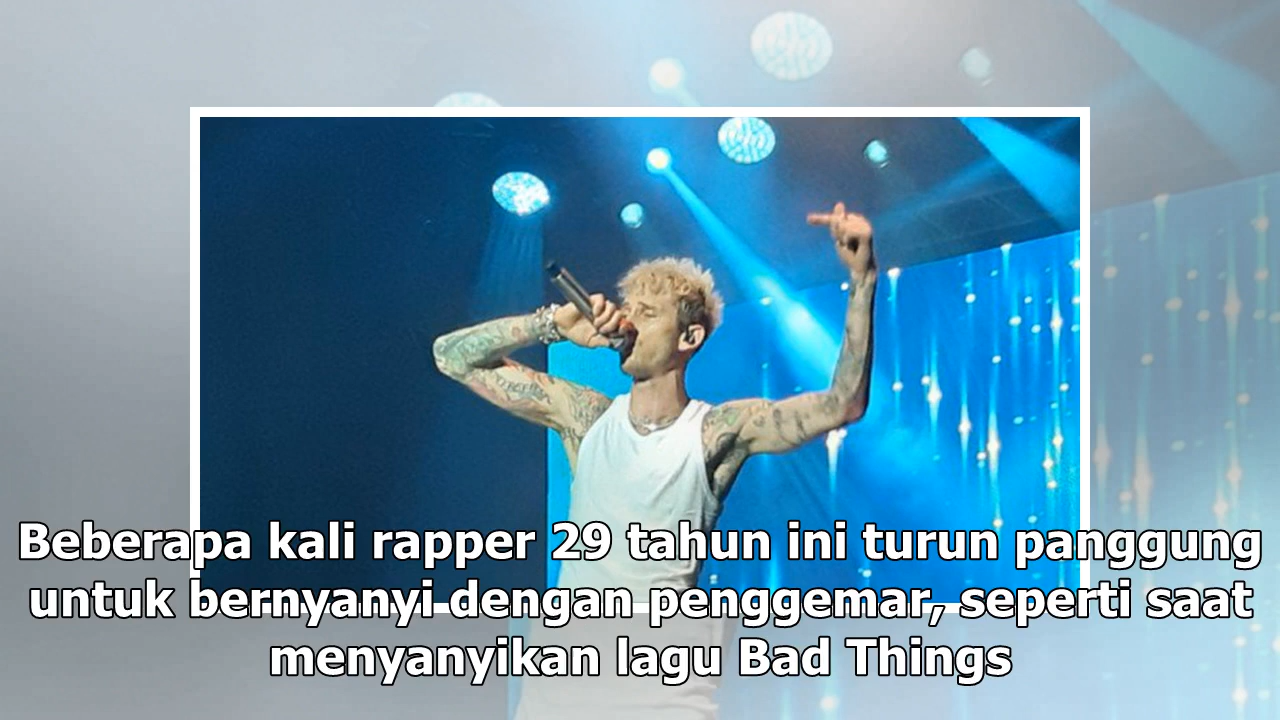 Beberapa kali rapper 29 tahun ini turun panggung
untuk bernyanyi dengan penggemar, seperti saat
menyanyikan lagu Bad Things